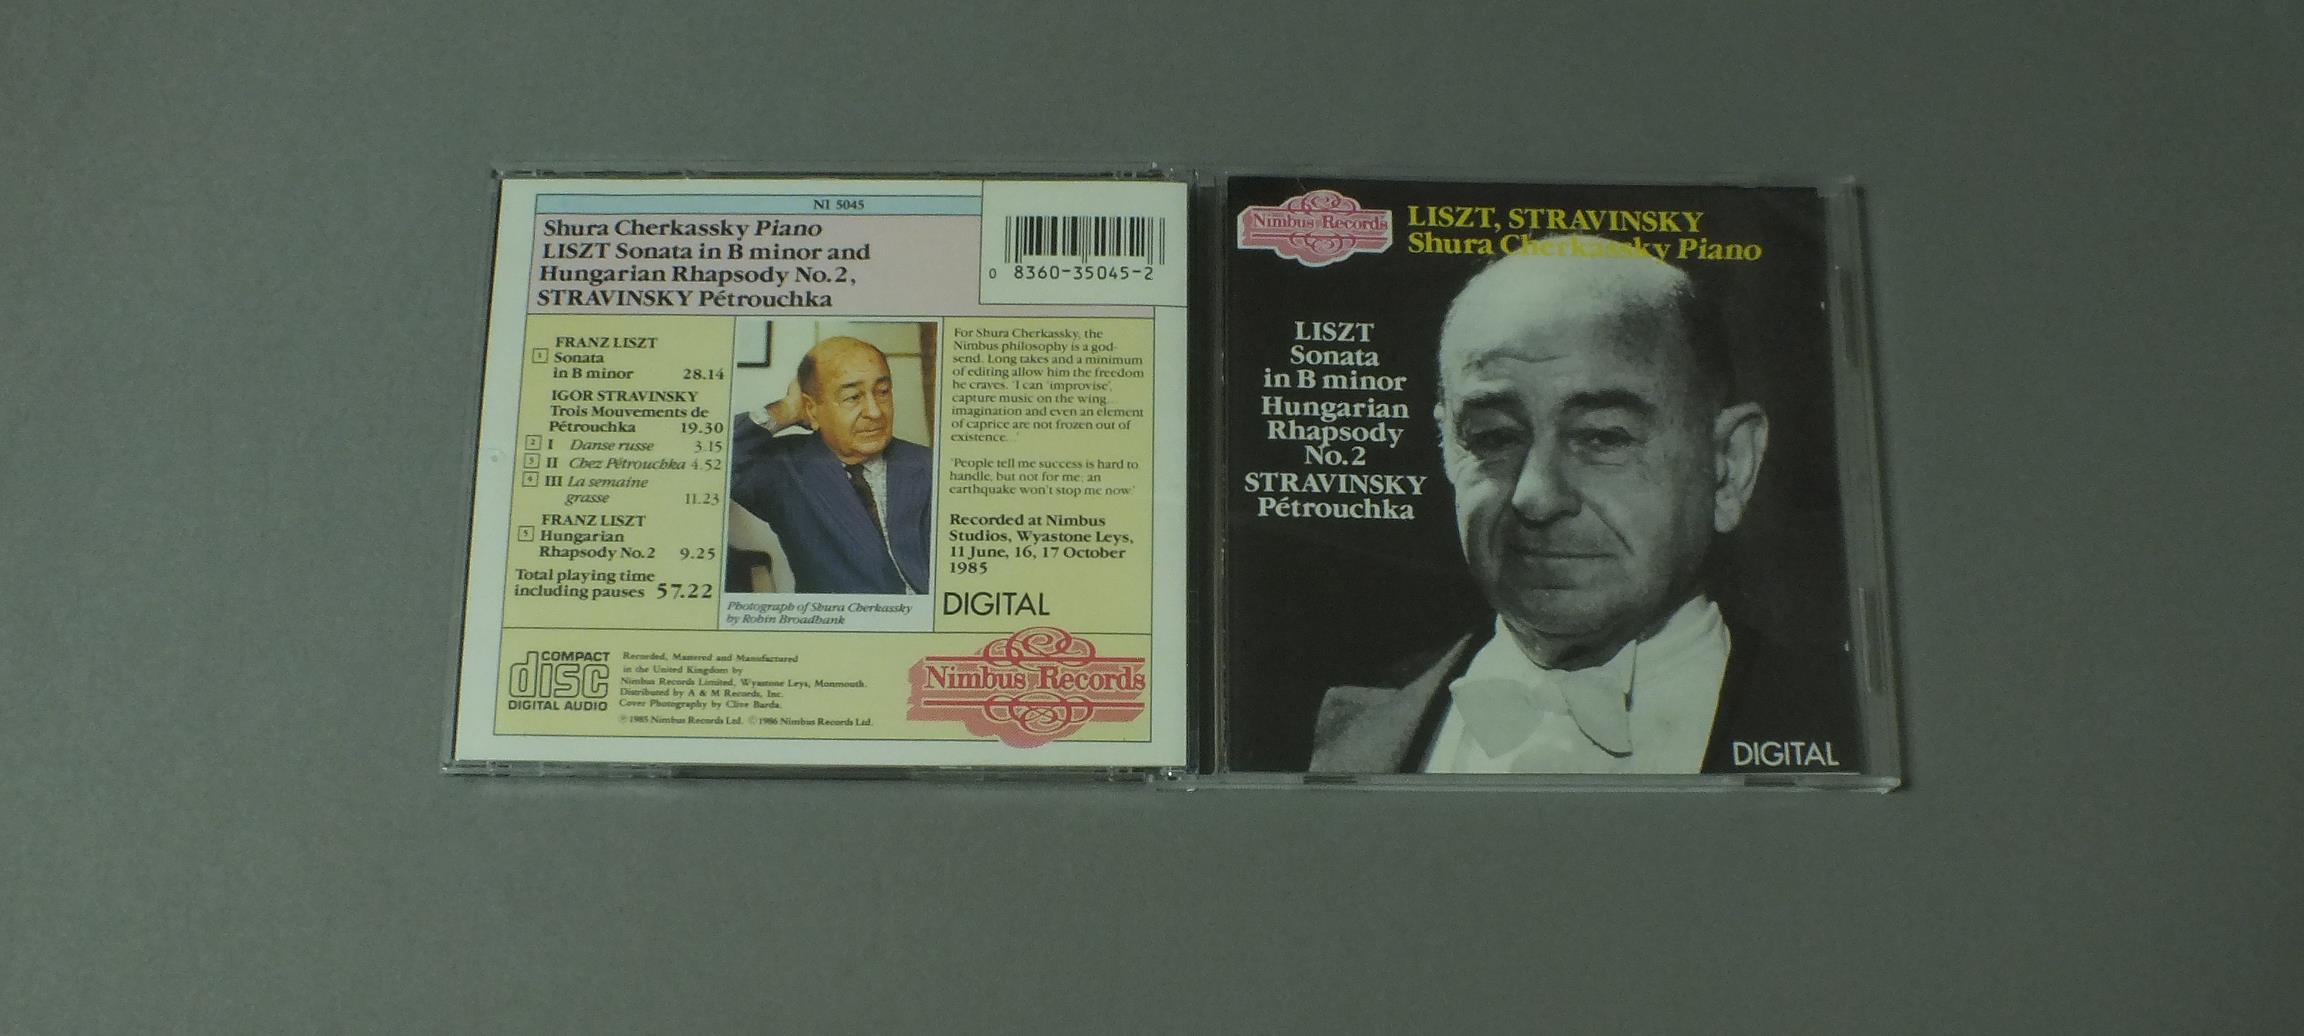 NI 5045
Shura Cherkassky Piano
LISZT Sonata in B minor and
Hungarian Rhapsody No.2,
STRAVINSKY Pétrouchka
0 8360-35045-2
FRANZ LISZT
1 Sonata
in B minor 28.14
IGOR STRAVINSKY
Trois Mouvements de
Pétrouchka 19.30
2 I Danse russe 3.15
3 II Chez Pétrouchka 4.52
4 III La semaine
grasse 11.23
FRANZ LISZT
5 Hungarian
Rhapsody No.2 9.25
Total playing time
including pauses 57.22
Photograph of Shura Cherkassky
by Robin Broadbank
For Shura Cherkassky, the
Nimbus philosophy is a god-
send. Long takes and a minimum
of editing allow him the freedom
he craves. 'I can 'improvise',
capture music on the wing...
imagination and even an element
of caprice are not frozen out of
existence...'
'People tell me success is hard to
handle, but not for me; an
earthquake won't stop me now.'
Recorded at Nimbus
Studios, Wyastone Leys,
11 June, 16, 17 October
1985
DIGITAL
COMPACT
disc
DIGITAL AUDIO
Recorded, Mastered and Manufactured
in the United Kingdom by
Nimbus Records Limited, Wyastone Leys, Monmouth.
Distributed by A & M Records, Inc.
Cover Photography by Clive Barda.
℗ 1985 Nimbus Records Ltd. © 1986 Nimbus Records Ltd.
Nimbus Records
Nimbus Records
LISZT, STRAVINSKY
Shura Cherkassky Piano
LISZT
Sonata
in B minor
Hungarian
Rhapsody
No.2
STRAVINSKY
Pétrouchka
DIGITAL